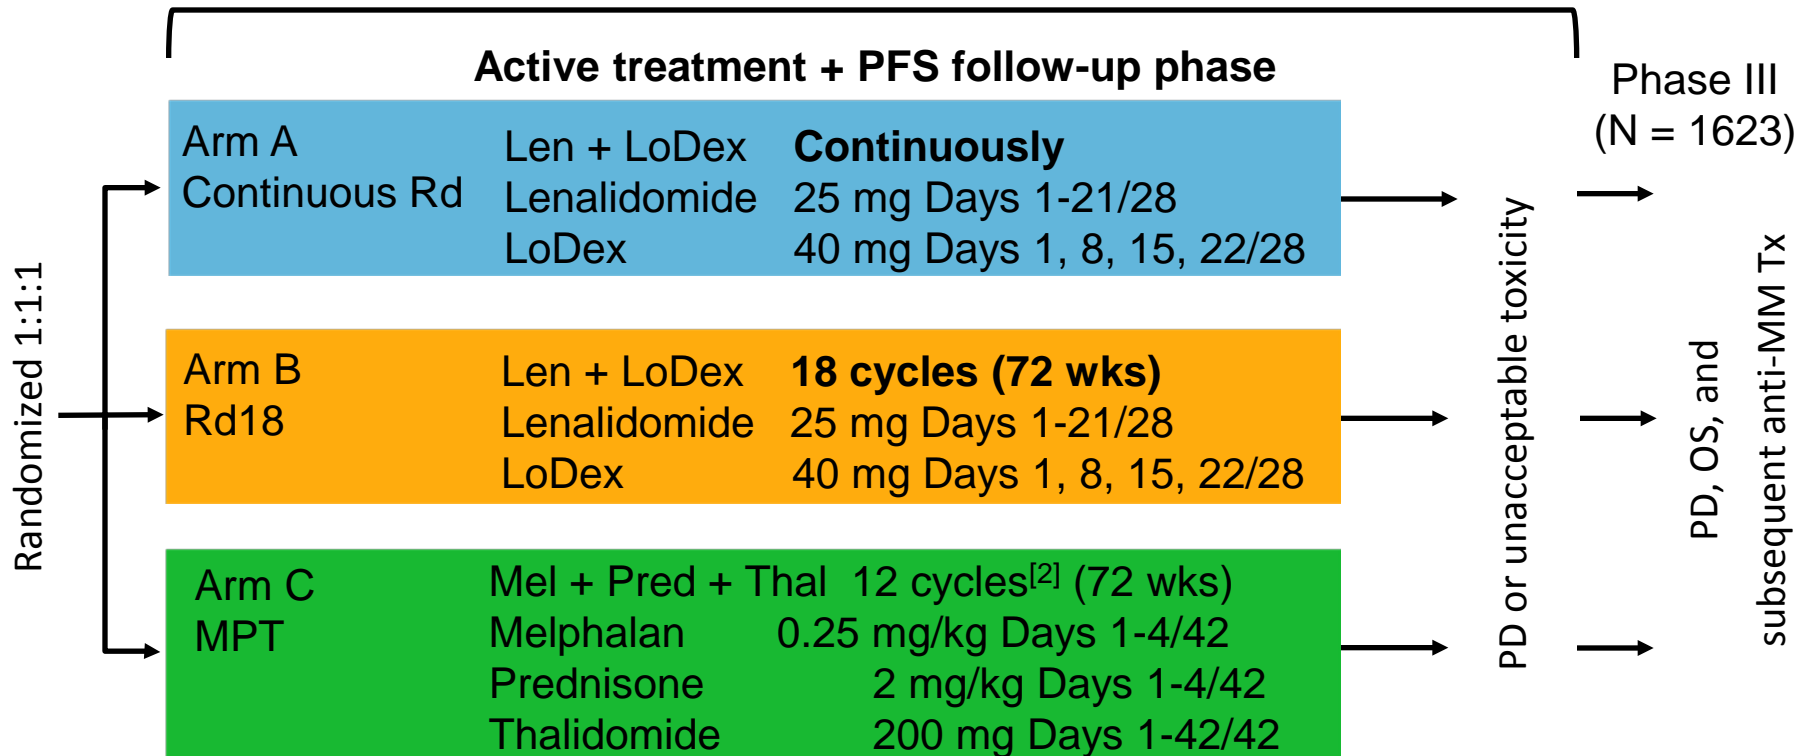 Active treatment + PFS follow-up phase
Phase III
(N = 1623)
Randomized 1:1:1
Arm A
Continuous Rd
Len + LoDex Continuously
Lenalidomide 25 mg Days 1-21/28
LoDex 40 mg Days 1, 8, 15, 22/28
Arm B
Rd18
Len + LoDex 18 cycles (72 wks)
Lenalidomide 25 mg Days 1-21/28
LoDex 40 mg Days 1, 8, 15, 22/28
Arm C
MPT
Mel + Pred + Thal 12 cycles[2] (72 wks)
Melphalan 0.25 mg/kg Days 1-4/42
Prednisone 2 mg/kg Days 1-4/42
Thalidomide 200 mg Days 1-42/42
PD or unacceptable toxicity
PD, OS, and
subsequent anti-MM Tx